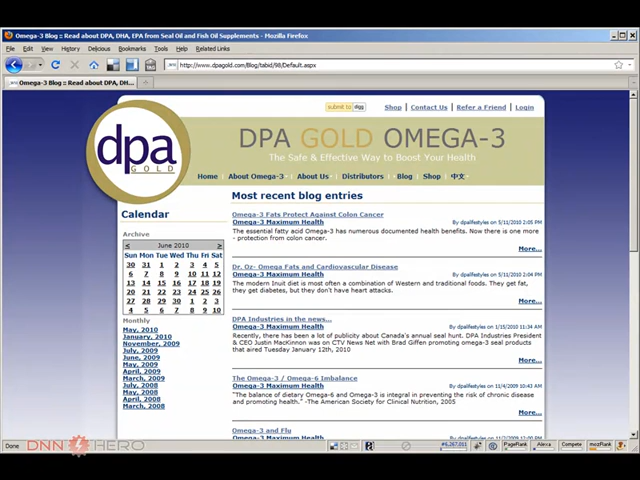 Omega-3 Blog :: Read about DPA, DHA, EPA from Seal Oil and Fish Oil Supplements - Mozilla Firefox
File Edit View History Delicious Bookmarks Tools Help Related Links
http://www.dpagold.com/Blog/tabid/98/Default.aspx
Omega-3 Blog :: Read about DPA, DH...
submit to digg
Shop | Contact Us | Refer a Friend | Login
dpa
GOLD
DPA GOLD OMEGA-3
The Safe & Effective Way to Boost Your Health
Home About Omega-3 About Us Distributors Blog Shop 中文
Calendar
Archive
< June 2010 >
Sun Mon Tue Wed Thu Fri Sat
30 31 1 2 3 4 5
6 7 8 9 10 11 12
13 14 15 16 17 18 19
20 21 22 23 24 25 26
27 28 29 30 1 2 3
4 5 6 7 8 9 10
Monthly
May, 2010
January, 2010
November, 2009
July, 2009
June, 2009
May, 2009
April, 2009
March, 2009
July, 2008
May, 2008
April, 2008
March, 2008
Most recent blog entries
Omega-3 Fats Protect Against Colon Cancer
Omega-3 Maximum Health By dpalifestyles on 5/11/2010 2:05 PM
The essential fatty acid Omega-3 has numerous documented health benefits. Now there is one more
- protection from colon cancer.
More...
Dr. Oz- Omega Fats and Cardiovascular Disease
Omega-3 Maximum Health By dpalifestyles on 5/11/2010 2:04 PM
The modern Inuit diet is most often a combination of Western and traditional foods. They get fat,
they get diabetes, but they don't have heart attacks.
More...
DPA Industries in the news...
Omega-3 Maximum Health By dpalifestyles on 1/15/2010 11:34 AM
Recently, there has been a lot of publicity about Canada's annual seal hunt. DPA Industries President
& CEO Justin MacKinnon was on CTV News Net with Brad Giffen promoting omega-3 seal products
that aired Tuesday January 12th, 2010
More...
The Omega-3 / Omega-6 Imbalance
Omega-3 Maximum Health By dpalifestyles on 11/4/2009 10:43 AM
"The balance of dietary Omega-6 and Omega-3 is integral in preventing the risk of chronic disease
and promoting health." -The American Society for Clinical Nutrition, 2005
More...
Omega-3 and Flu
Omega-3 Maximum Health
Done
DNN HERO
#6,267,011 PageRank Alexa Compete mozRank